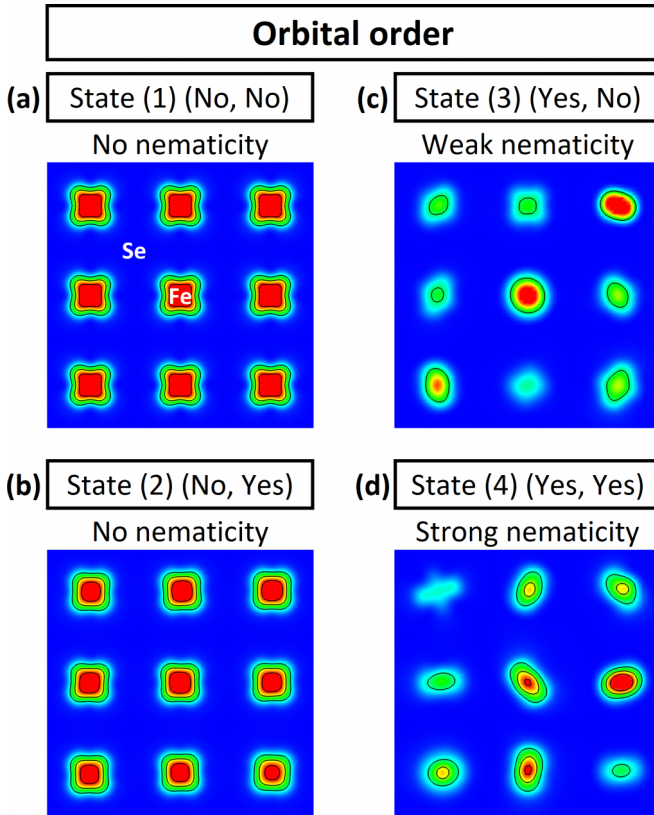 Orbital order
(a) State (1) (No, No)
No nematicity
Se
Fe
(b) State (2) (No, Yes)
No nematicity
(c) State (3) (Yes, No)
Weak nematicity
(d) State (4) (Yes, Yes)
Strong nematicity